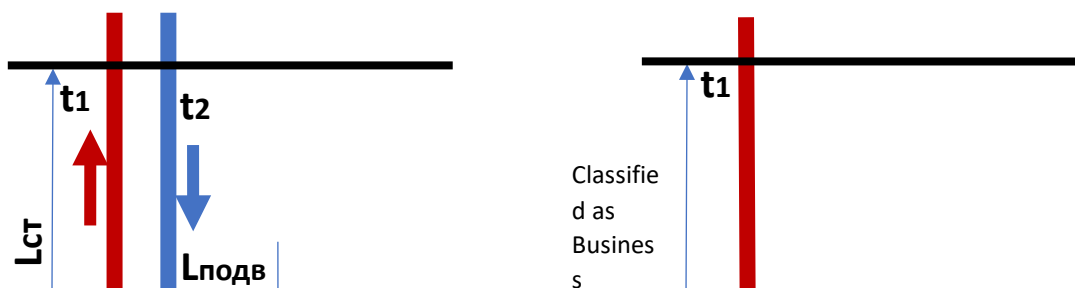 t1
t2
Lст
Lподв
t1
Classifie
d as
Busines
s